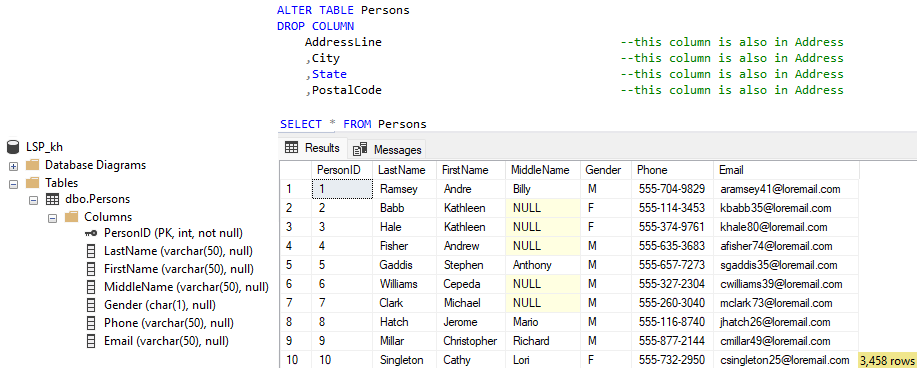 ALTER TABLE Persons
DROP COLUMN
AddressLine --this column is also in Address
,City --this column is also in Address
,State --this column is also in Address
,PostalCode --this column is also in Address
SELECT * FROM Persons
LSP_kh
Database Diagrams
Tables
dbo.Persons
Columns
PersonID (PK, int, not null)
LastName (varchar(50), null)
FirstName (varchar(50), null)
MiddleName (varchar(50), null)
Gender (char(1), null)
Phone (varchar(50), null)
Email (varchar(50), null)
Results Messages
PersonID LastName FirstName MiddleName Gender Phone Email
1 1 Ramsey Andre Billy M 555-704-9829 aramsey41@loremail.com
2 2 Babb Kathleen NULL F 555-114-3453 kbabb35@loremail.com
3 3 Hale Kathleen NULL F 555-374-9761 khale80@loremail.com
4 4 Fisher Andrew NULL M 555-635-3683 afisher74@loremail.com
5 5 Gaddis Stephen Anthony M 555-657-7273 sgaddis35@loremail.com
6 6 Williams Cepeda NULL M 555-327-2304 cwilliams39@loremail.com
7 7 Clark Michael NULL M 555-260-3040 mclark73@loremail.com
8 8 Hatch Jerome Mario M 555-116-8740 jhatch26@loremail.com
9 9 Millar Christopher Richard M 555-877-2144 cmillar49@loremail.com
10 10 Singleton Cathy Lori F 555-732-2950 csingleton25@loremail.com 3,458 rows